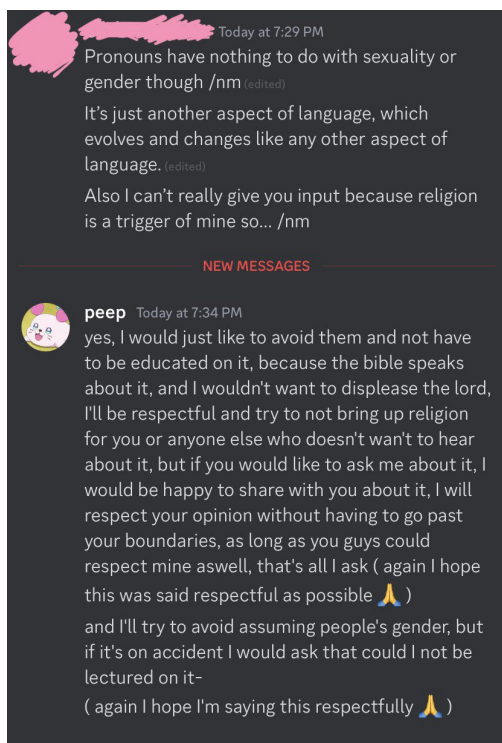 Today at 7:29 PM
Pronouns have nothing to do with sexuality or
gender though /nm (edited)
It's just another aspect of language, which
evolves and changes like any other aspect of
language. (edited)
Also I can't really give you input because religion
is a trigger of mine so... /nm
NEW MESSAGES
peep Today at 7:34 PM
yes, I would just like to avoid them and not have
to be educated on it, because the bible speaks
about it, and I wouldn't want to displease the lord,
I'll be respectful and try to not bring up religion
for you or anyone else who doesn't wan't to hear
about it, but if you would like to ask me about it, I
would be happy to share with you about it, I will
respect your opinion without having to go past
your boundaries, as long as you guys could
respect mine aswell, that's all I ask ( again I hope
this was said respectful as possible 🙏 )
and I'll try to avoid assuming people's gender, but
if it's on accident I would ask that could I not be
lectured on it-
( again I hope I'm saying this respectfully 🙏 )